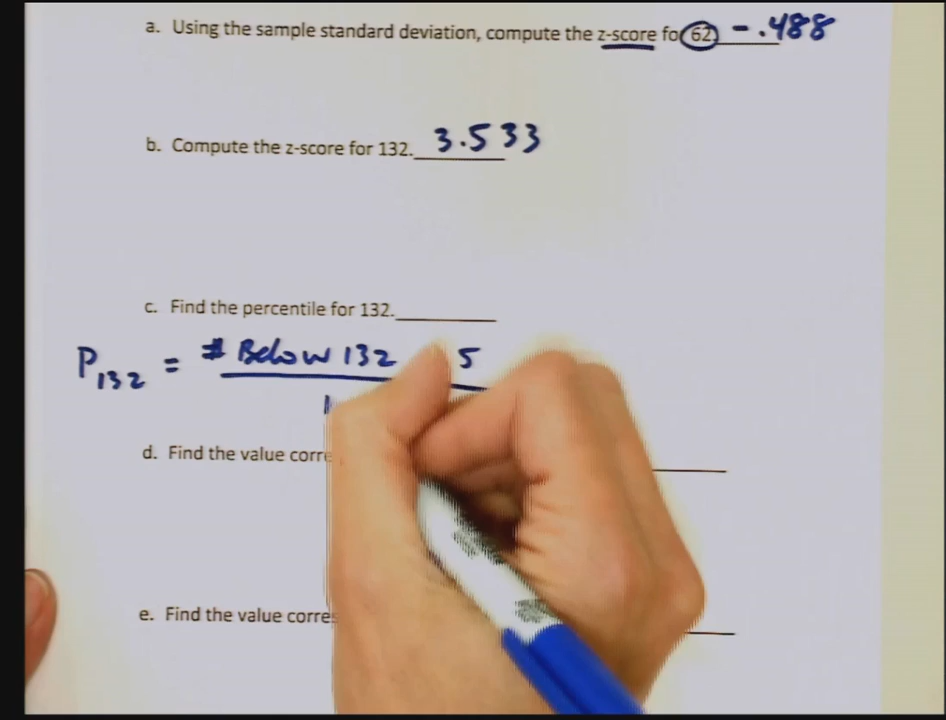 a. Using the sample standard deviation, compute the z-score fo 62. -.488
b. Compute the z-score for 132. 3.533
c. Find the percentile for 132.
P132 = # Below 132 5
d. Find the value corre
e. Find the value corre